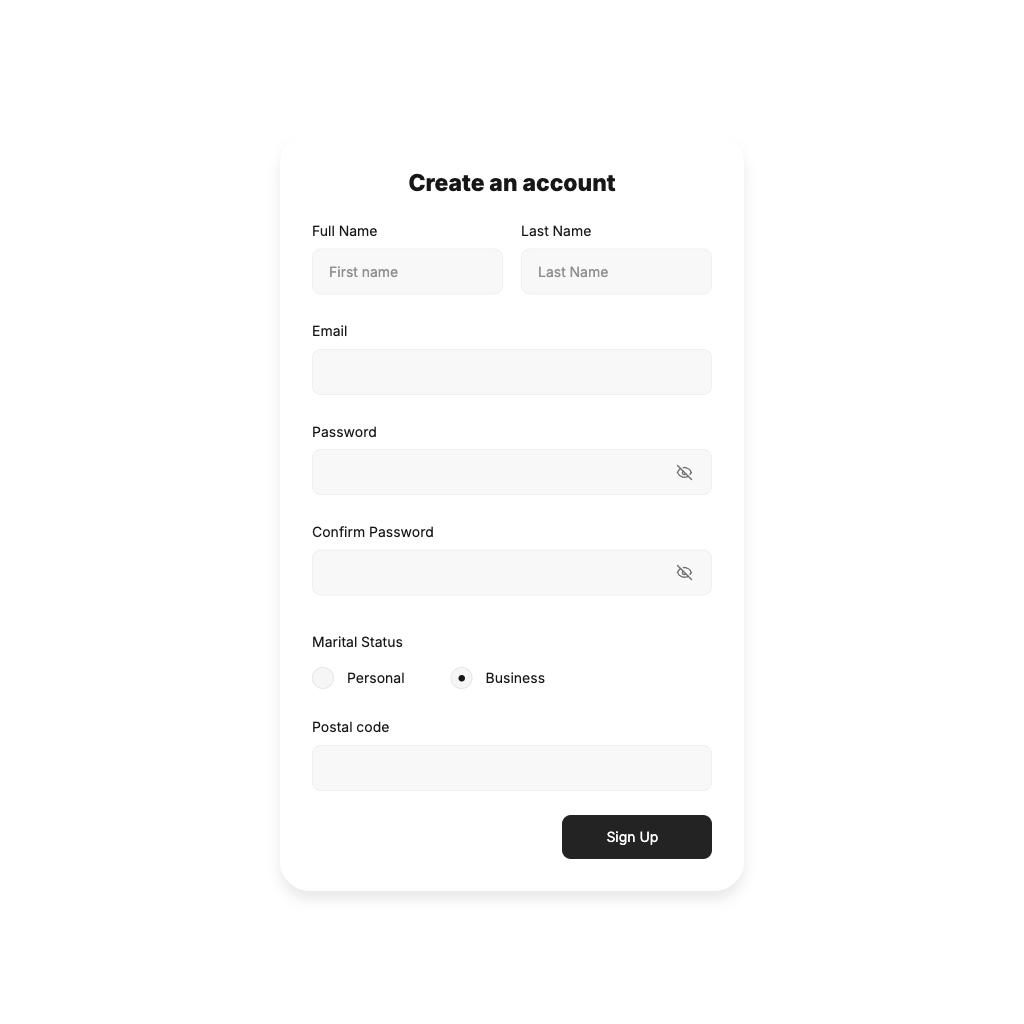 Create an account
Full Name
Last Name
First name
Last Name
Email
Password
Confirm Password
Marital Status
Personal
Business
Postal code
Sign Up